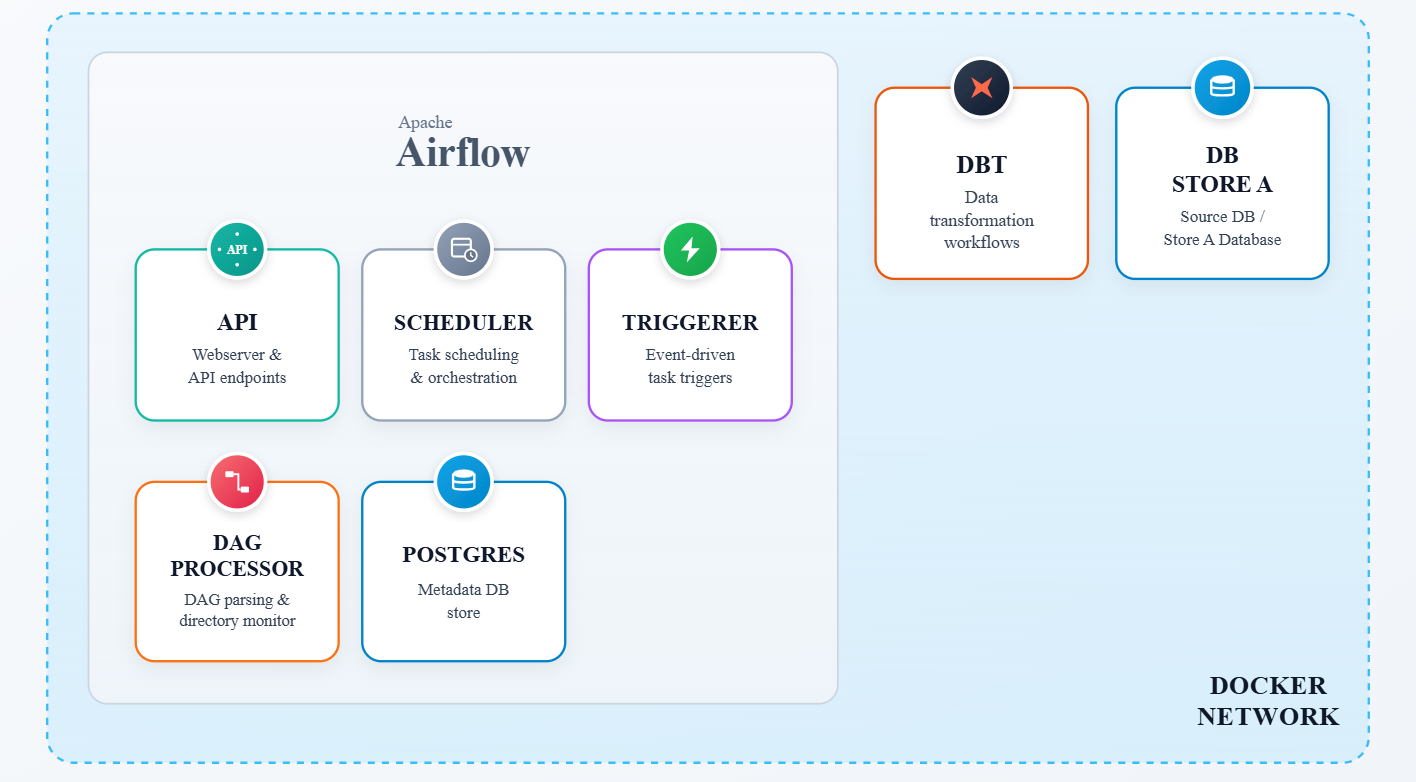 Apache
Airflow
API
API
Webserver &
API endpoints
SCHEDULER
Task scheduling
& orchestration
TRIGGERER
Event-driven
task triggers
DAG
PROCESSOR
DAG parsing &
directory monitor
POSTGRES
Metadata DB
store
DBT
Data
transformation
workflows
DB
STORE A
Source DB /
Store A Database
DOCKER
NETWORK